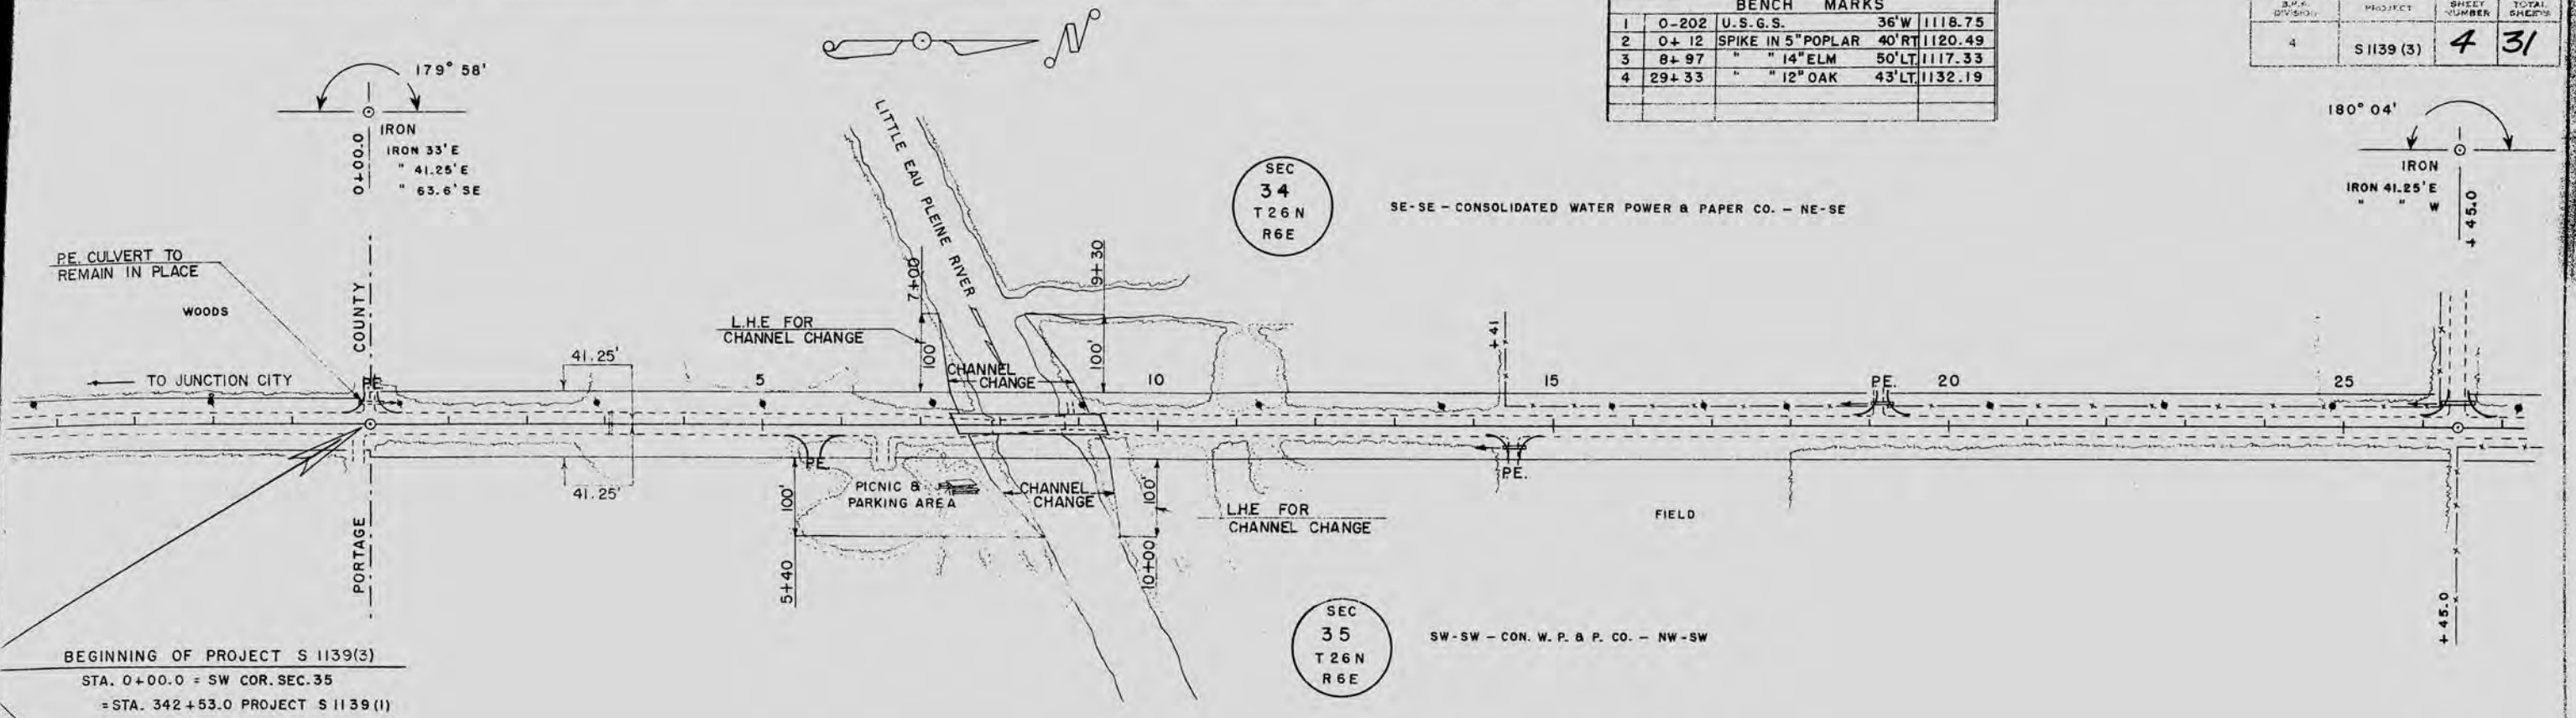 BENCH MARKS
1 0-202 U.S.G.S. 36'W 1118.75
2 0+12 SPIKE IN 5" POPLAR 40'RT 1120.49
3 8+97 " " 14" ELM 50'LT. 1117.33
4 29+33 " " 12" OAK 43'LT. 1132.19
PROJECT SHEET NUMBER TOTAL SHEETS
4 S 1139 (3) 4 31
N
179° 58'
IRON
IRON 33'E
" 41.25'E
" 63.6'SE
0+00.0
180° 04'
IRON
IRON 41.25'E
" " W
+45.0
LITTLE EAU PLEINE RIVER
SEC
34
T26N
R6E
SE-SE – CONSOLIDATED WATER POWER & PAPER CO. – NE-SE
P.E. CULVERT TO
REMAIN IN PLACE
WOODS
COUNTY
7+00
9+30
L.H.E FOR
CHANNEL CHANGE
100'
100'
+41
TO JUNCTION CITY
P.E.
41.25'
5
CHANNEL
CHANGE
10
15
P.E.
20
25
41.25'
P.E.
100'
PICNIC &
PARKING AREA
CHANNEL
CHANGE
100'
P.E.
L.H.E FOR
CHANNEL CHANGE
FIELD
PORTAGE
5+40
10+00
+45.0
SEC
35
T26N
R6E
SW-SW – CON. W. P. & P. CO. – NW-SW
BEGINNING OF PROJECT S 1139(3)
STA. 0+00.0 = SW COR. SEC. 35
= STA. 342+53.0 PROJECT S 1139(1)